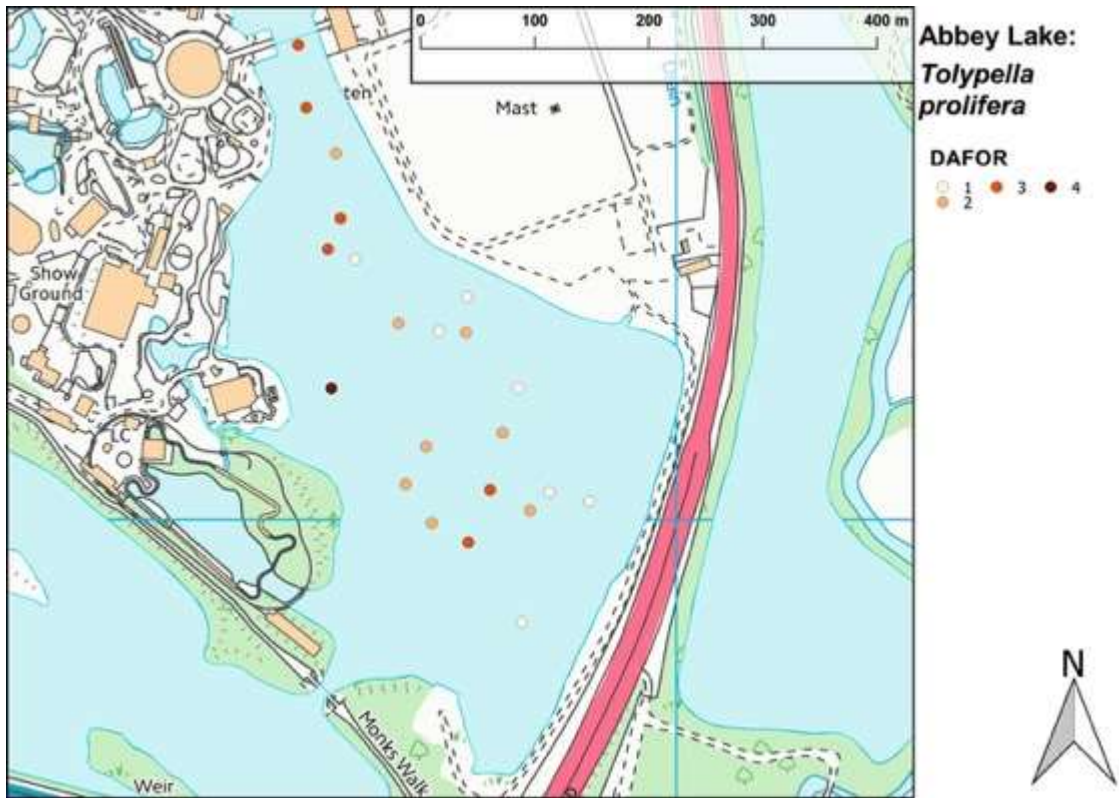 0 100 200 300 400 m
Abbey Lake:
Tolypella
prolifera
DAFOR
1 3 4
2
Mast
Show
Ground
LC
Monks Walk
Weir
N